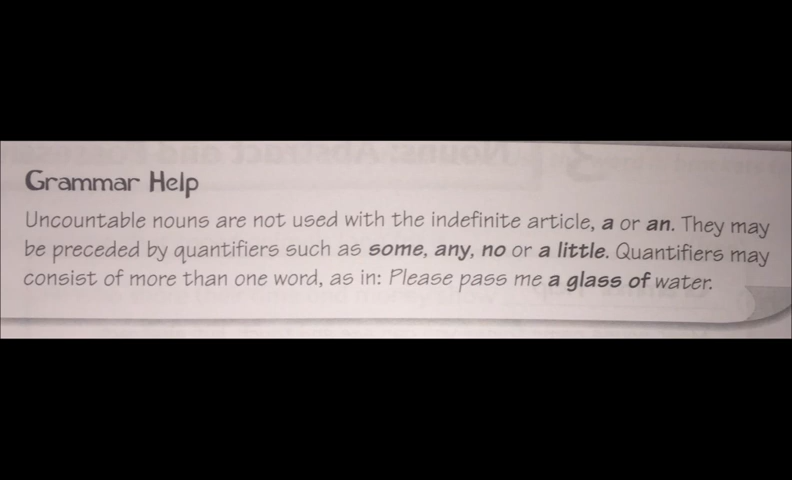 Grammar Help
Uncountable nouns are not used with the indefinite article, a or an. They may
be preceded by quantifiers such as some, any, no or a little. Quantifiers may
consist of more than one word, as in: Please pass me a glass of water.